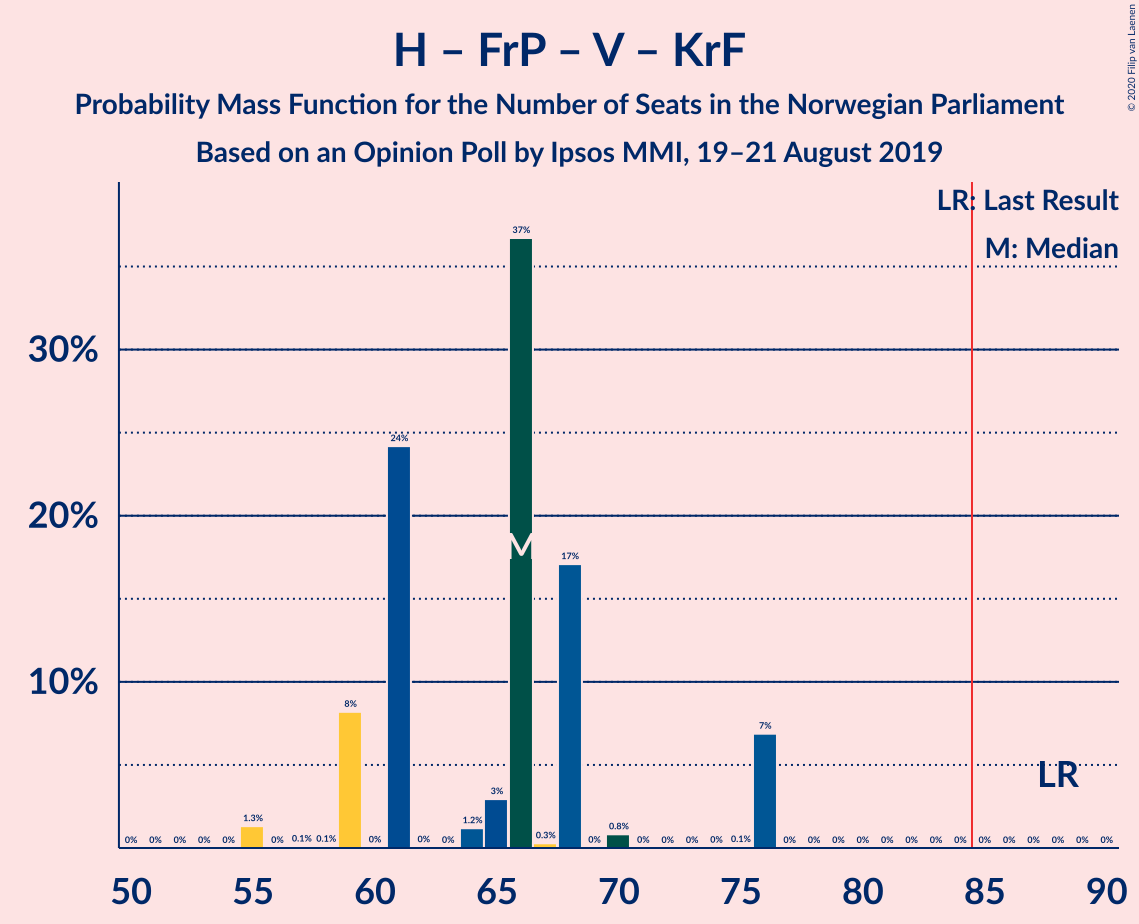 H – FrP – V – KrF
Probability Mass Function for the Number of Seats in the Norwegian Parliament
Based on an Opinion Poll by Ipsos MMI, 19–21 August 2019
© 2020 Filip van Laenen
LR: Last Result
M: Median
37%
30%
24%
20%
M
17%
10%
8%
7%
LR
0% 0% 0% 0% 0% 1.3% 0% 0.1% 0.1% 0% 0% 0% 1.2% 3% 0.3% 0% 0.8% 0% 0% 0% 0% 0.1% 0% 0% 0% 0% 0% 0% 0% 0% 0% 0% 0% 0% 0% 0%
50 55 60 65 70 75 80 85 90